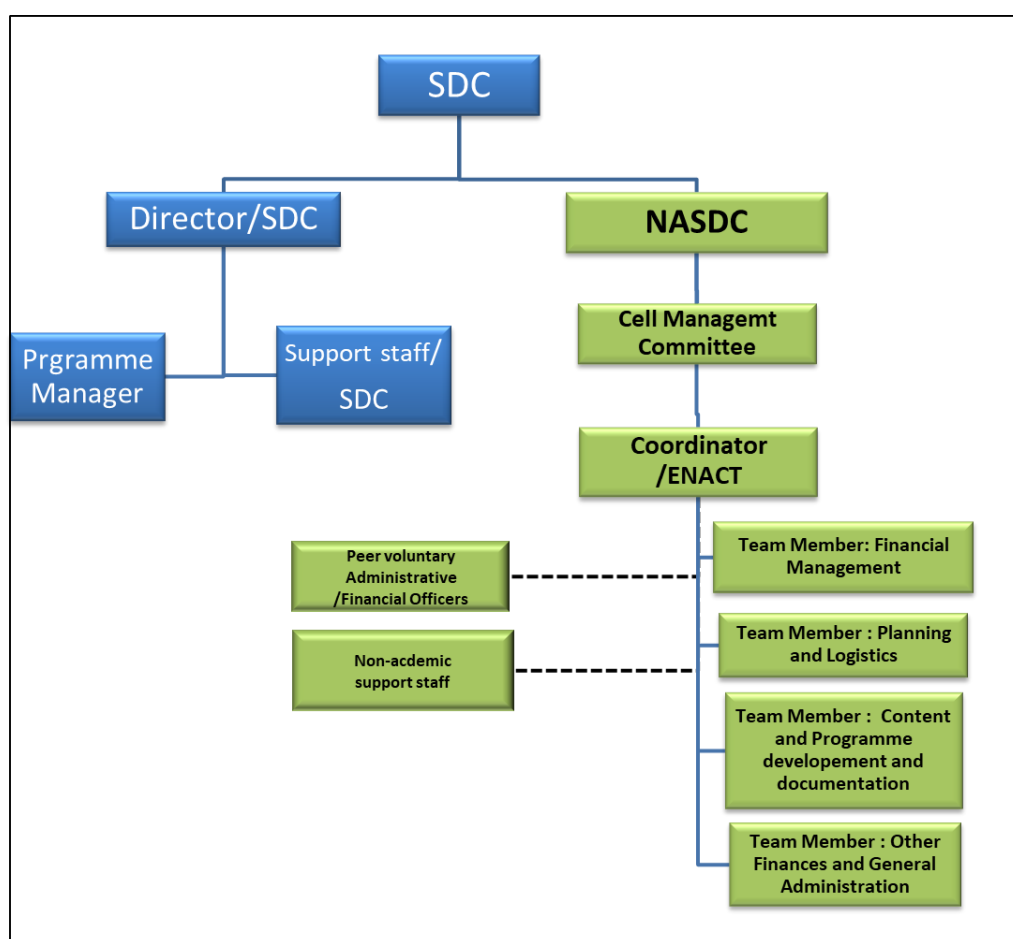 SDC
Director/SDC
NASDC
Prgramme
Manager
Support staff/
SDC
Cell Managemt
Committee
Coordinator
/ENACT
Peer voluntary
Administrative
/Financial Officers
Non-acdemic
support staff
Team Member: Financial
Management
Team Member : Planning
and Logistics
Team Member :  Content
and Programme
developement and
documentation
Team Member : Other
Finances and General
Administration